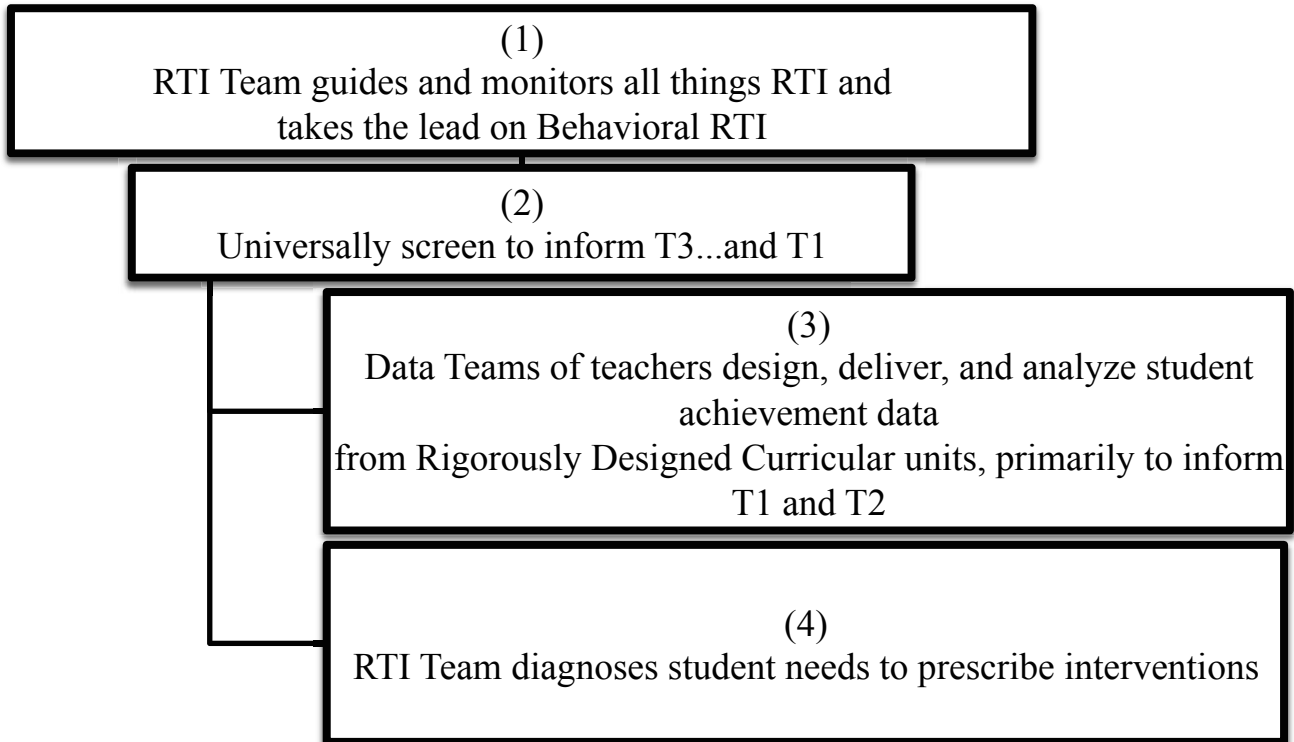 (1)
RTI Team guides and monitors all things RTI and
takes the lead on Behavioral RTI
(2)
Universally screen to inform T3...and T1
(3)
Data Teams of teachers design, deliver, and analyze student
achievement data
from Rigorously Designed Curricular units, primarily to inform
T1 and T2
(4)
RTI Team diagnoses student needs to prescribe interventions